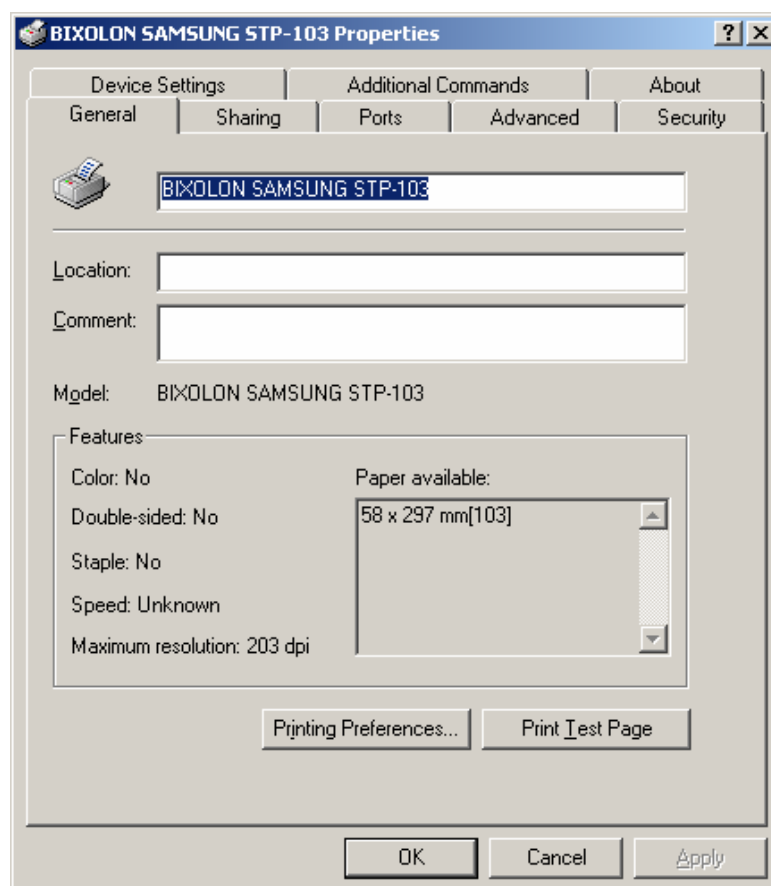 BIXOLON SAMSUNG STP-103 Properties
Device Settings Additional Commands About
General Sharing Ports Advanced Security
BIXOLON SAMSUNG STP-103
Location:
Comment:
Model: BIXOLON SAMSUNG STP-103
Features
Color: No
Double-sided: No
Staple: No
Speed: Unknown
Maximum resolution: 203 dpi
Paper available:
58 x 297 mm[103]
Printing Preferences... Print Test Page
OK Cancel Apply